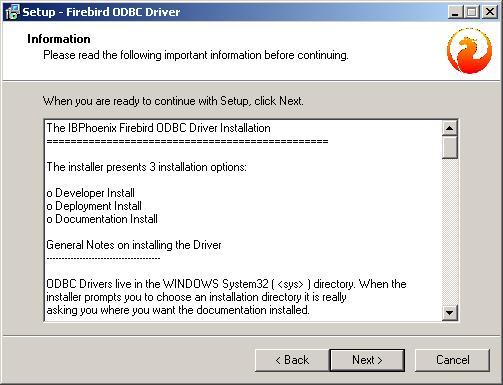 Setup - Firebird ODBC Driver
Information
Please read the following important information before continuing.
When you are ready to continue with Setup, click Next.
The IBPhoenix Firebird ODBC Driver Installation
===============================================
The installer presents 3 installation options:
o Developer Install
o Deployment Install
o Documentation Install
General Notes on installing the Driver
--------------------------------------
ODBC Drivers live in the WINDOWS System32 ( <sys> ) directory. When the
installer prompts you to choose an installation directory it is really
asking you where you want the documentation installed.
< Back
Next >
Cancel